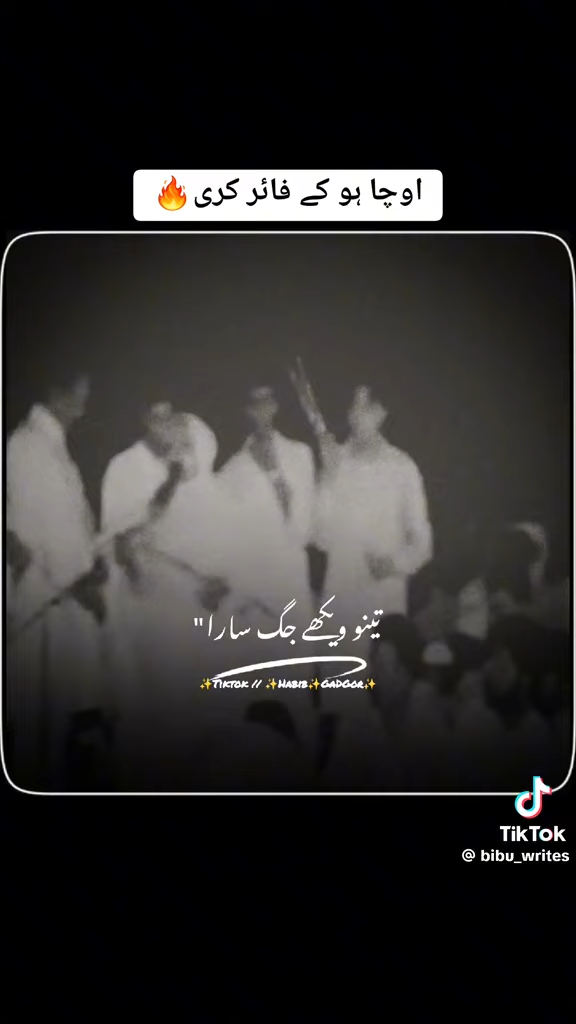 اوچا ہو کے فائر کری🔥
تینو ویکھے جگ سارا"
✨TIKTOK // ✨HABIB✨GADGOR✨
TikTok
@ bibu_writes